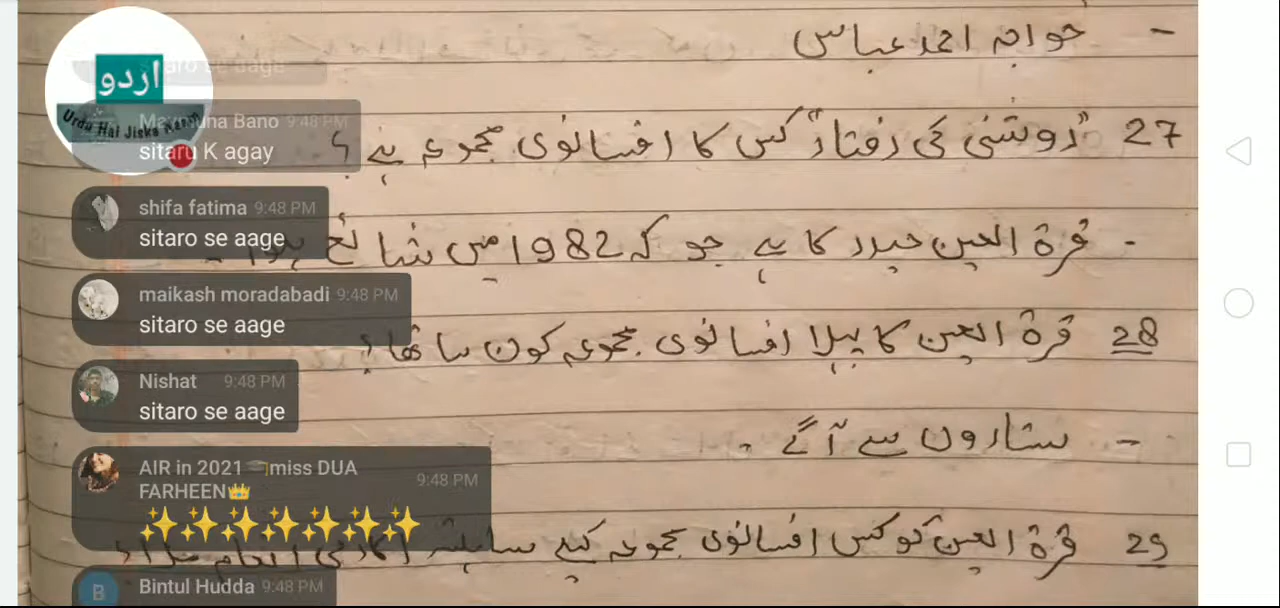 - خواجہ احمد عباس
27 "روشنی کی رفتار" کس کا افسانوی مجموعہ ہے؟
- قرۃ العین حیدر کا ہے جو کہ 1982 میں شائع ہوا۔
28 قرۃ العین کا پہلا افسانوی مجموعہ کون سا تھا؟
- ستاروں سے آگے۔
29 قرۃ العین کو کس افسانوی مجموعہ کیلیے ساہتیہ اکادمی انعام ملا؟
اردو
Urdu Hai Jiska Naam
Maymuna Bano 9:48 PM
sitaru K agay
shifa fatima 9:48 PM
sitaro se aage
maikash moradabadi 9:48 PM
sitaro se aage
Nishat 9:48 PM
sitaro se aage
AIR in 2021 miss DUA
FARHEEN👑 9:48 PM
✨✨✨✨✨✨✨
B
Bintul Hudda 9:48 PM